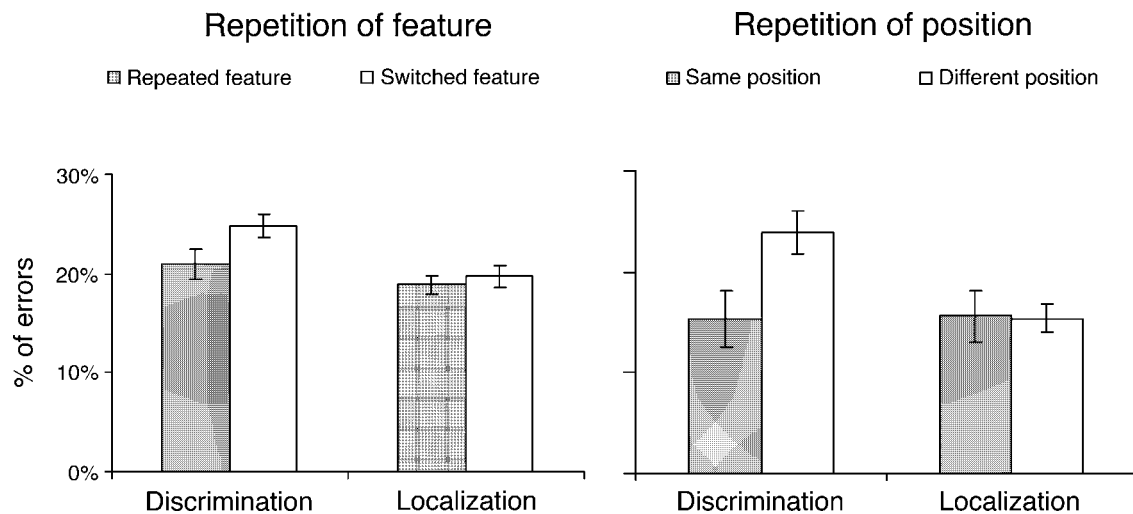 Repetition of feature
Repeated feature Switched feature
30%
20%
10%
0%
% of errors
Discrimination Localization
Repetition of position
Same position Different position
Discrimination Localization